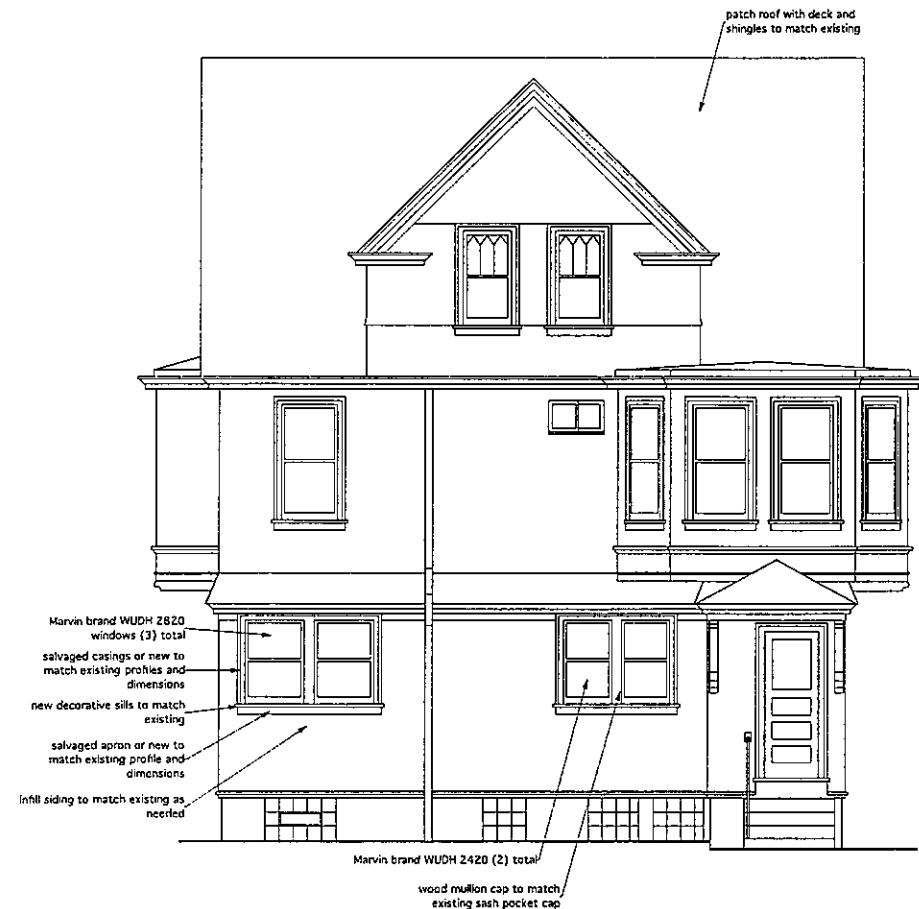 patch roof with deck and
shingles to match existing
Marvin brand WUDH 2820
windows (3) total
salvaged casings or new to
match existing profiles and
dimensions
new decorative sills to match
existing
salvaged apron or new to
match existing profile and
dimensions
infill siding to match existing as
needed
Marvin brand WUDH 2420 (2) total
wood mullion cap to match
existing sash pocket cap